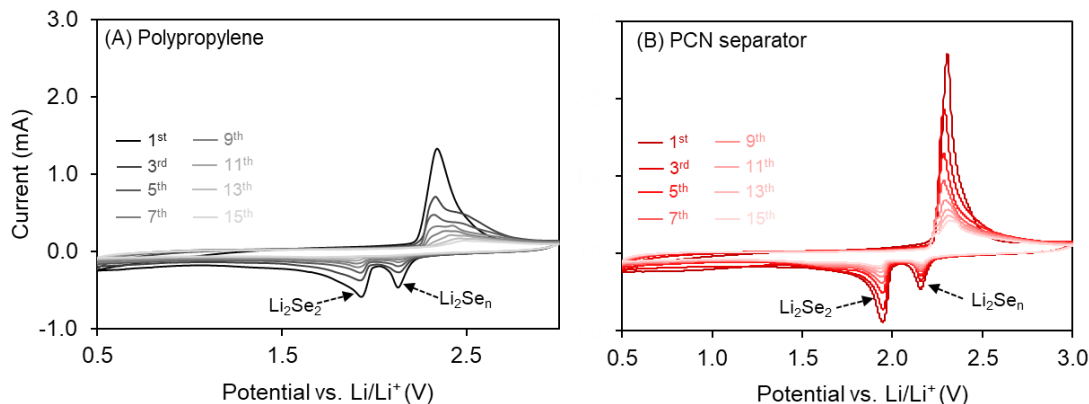 (A) Polypropylene
(B) PCN separator
Current (mA)
3.0
2.0
1.0
0.0
-1.0
1st
3rd
5th
7th
9th
11th
13th
15th
Li₂Se₂
Li₂Seₙ
0.5 1.5 2.5
Potential vs. Li/Li⁺ (V)
1st
3rd
5th
7th
9th
11th
13th
15th
Li₂Se₂
Li₂Seₙ
0.5 1.0 1.5 2.0 2.5 3.0
Potential vs. Li/Li⁺ (V)